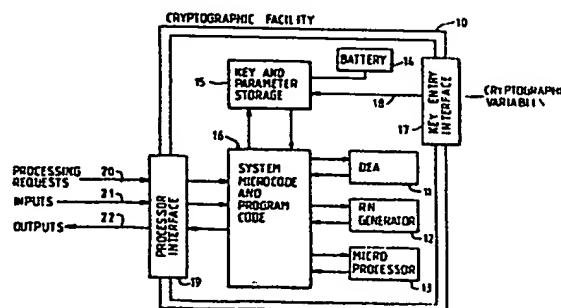 CRYPTOGRAPHIC FACILITY
10
BATTERY
14
15
KEY AND
PARAMETER
STORAGE
18
KEY ENTRY
INTERFACE
17
CRYPTOGRAPHI
VARIABLES
16
PROCESSING
REQUESTS
20
INPUTS
21
OUTPUTS
22
PROCESSOR
INTERFACE
19
SYSTEM
MICROCODE
AND
PROGRAM
CODE
DEA
11
RN
GENERATOR
12
MICRO
PROCESSOR
13